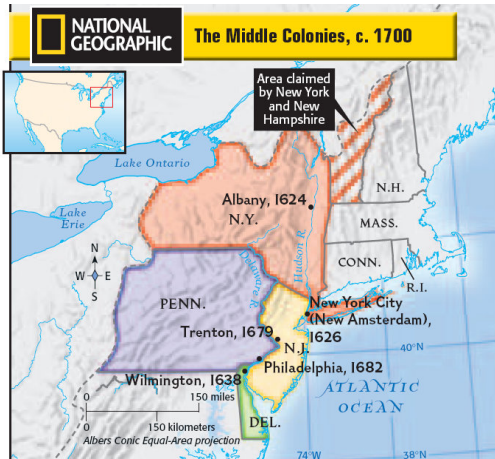 NATIONAL
GEOGRAPHIC
The Middle Colonies, c. 1700
Area claimed
by New York
and New
Hampshire
Lake Ontario
Lake
Erie
Albany, 1624
N.Y.
Hudson R.
N.H.
MASS.
CONN.
R.I.
N
W E
S
Delaware R.
PENN.
New York City
(New Amsterdam),
1626
Trenton, 1679
N.J.
40°N
Philadelphia, 1682
Wilmington, 1638
ATLANTIC
OCEAN
0 150 miles
0 150 kilometers
Albers Conic Equal-Area projection
DEL.
74°W
38°N